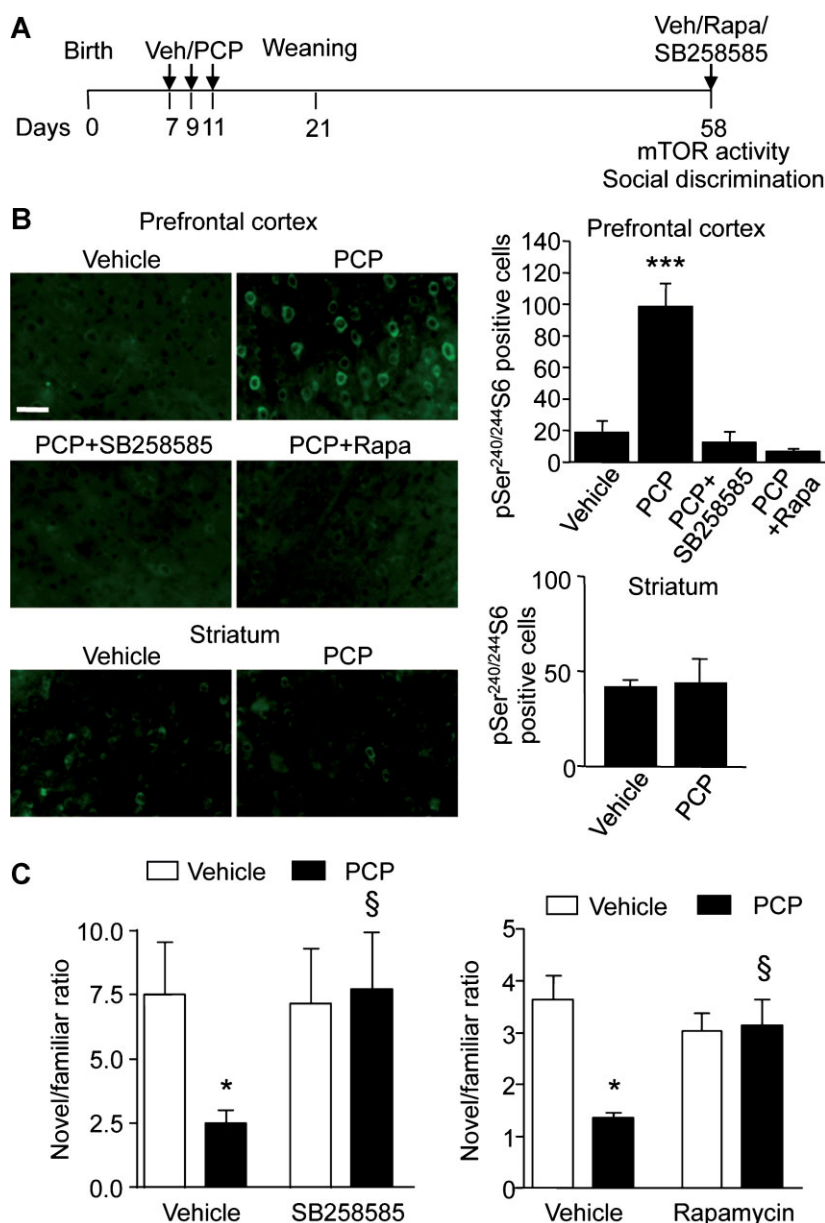 A
Birth Veh/PCP Weaning Veh/Rapa/
SB258585
Days 0 7 9 11 21 58
mTOR activity
Social discrimination
B
Prefrontal cortex
Vehicle PCP
PCP+SB258585 PCP+Rapa
Striatum
Vehicle PCP
Prefrontal cortex
pSer240/244S6 positive cells
140
120
100
80
60
40
20
0
***
Vehicle
PCP
PCP+
SB258585
PCP
+Rapa
Striatum
pSer240/244S6
positive cells
100
50
0
Vehicle
PCP
C
Vehicle PCP
Novel/familiar ratio
10.0
7.5
5.0
2.5
0.0
*
§
Vehicle SB258585
Vehicle PCP
Novel/familiar ratio
5
4
3
2
1
0
*
§
Vehicle Rapamycin